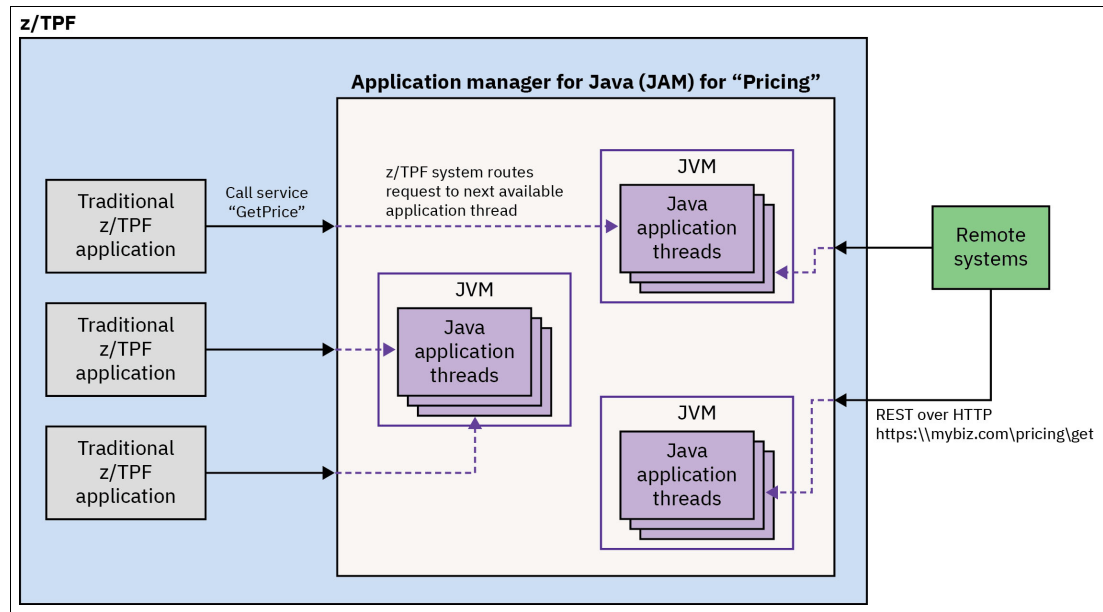 z/TPF
Application manager for Java (JAM) for “Pricing”
Traditional
z/TPF
application
Call service
“GetPrice”
z/TPF system routes
request to next available
application thread
JVM
Java
application
threads
Remote
systems
Traditional
z/TPF
application
JVM
Java
application
threads
Traditional
z/TPF
application
JVM
Java
application
threads
REST over HTTP
https:\\mybiz.com\pricing\get